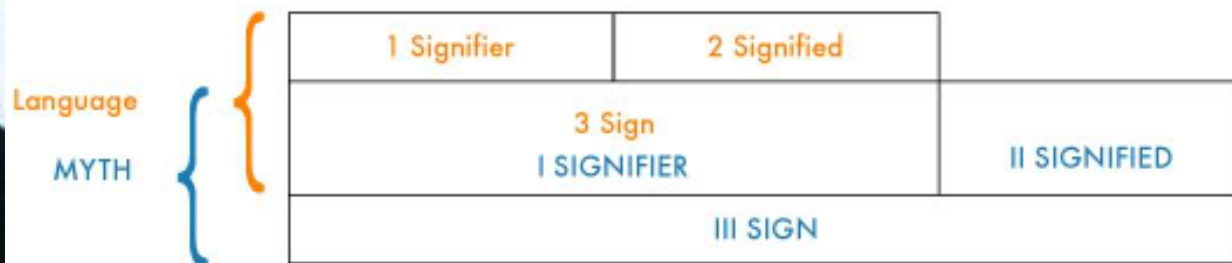 1 Signifier
2 Signified
Language
3 Sign
MYTH
I SIGNIFIER
II SIGNIFIED
III SIGN